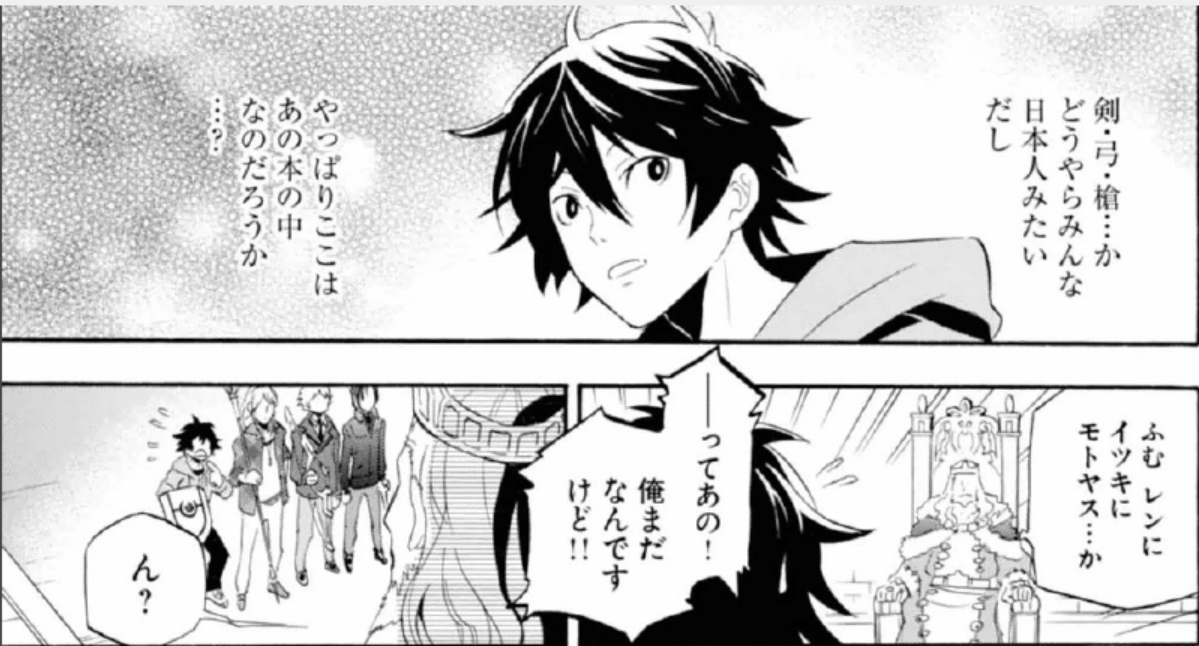 剣・弓・槍…か
どうやらみんな
日本人みたい
だし
やっぱりここは
あの本の中
なのだろうか
…？
ふむ レンに
イツキに
モトヤス…か
――ってあの！
俺まだ
なんです
けど!!
ん？